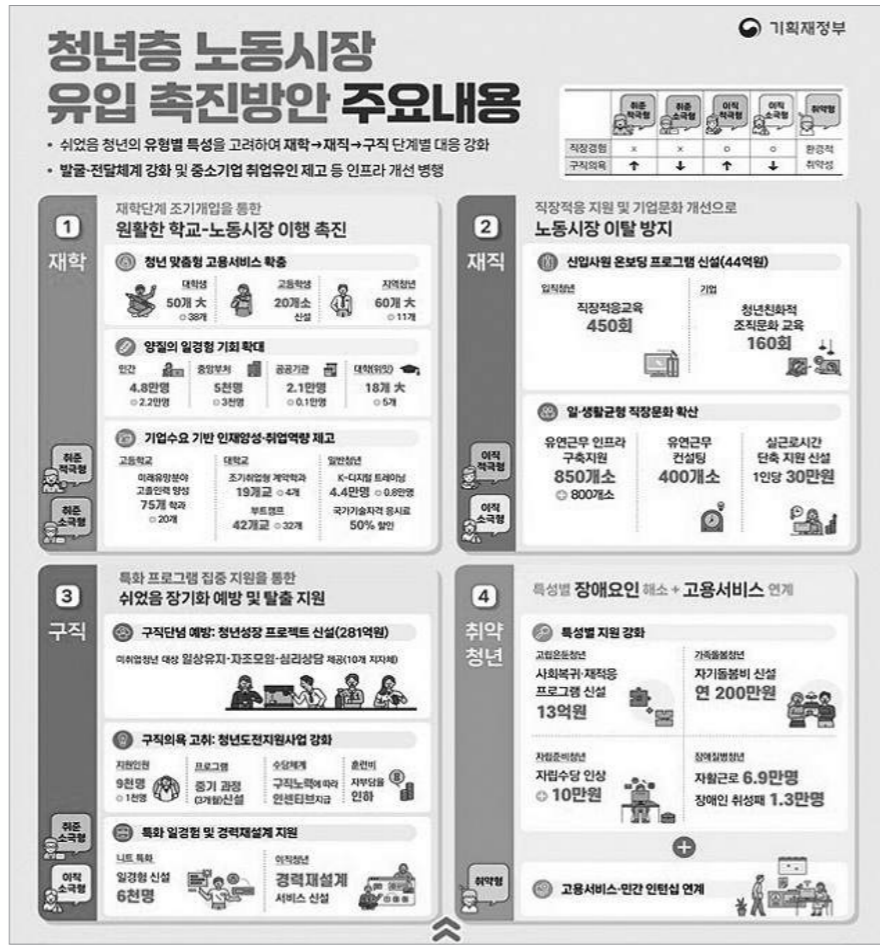 기획재정부
청년층 노동시장
유입 촉진방안 주요내용
• 쉬었음 청년의 유형별 특성을 고려하여 재학→재직→구직 단계별 대응 강화
• 발굴·전달체계 강화 및 중소기업 취업유인 제고 등 인프라 개선 병행
취준 적극형 취준 소극형 이직 적극형 이직 소극형 취약형
직장경험 × × ○ ○ 환경적
구직의욕 ↑ ↓ ↑ ↓ 취약성
1
재학
재학단계 조기개입을 통한
원활한 학교-노동시장 이행 촉진
청년 맞춤형 고용서비스 확충
대학생 고등학생 지역청년
50개 大 20개소 60개 大
38개 신설 11개
양질의 일경험 기회 확대
민간 중앙부처 공공기관 대학(위밋)
4.8만명 5천명 2.1만명 18개 大
2.2만명 3천명 0.1만명 5개
기업수요 기반 인재양성·취업역량 제고
고등학교 대학교 일반청년
미래유망분야 조기취업형 계약학과 K-디지털 트레이닝
고졸인력 양성 19개교 4개 4.4만명 0.8만명
75개 학과 부트캠프 국가기술자격 응시료
20개 42개교 32개 50% 할인
취준
적극형
취준
소극형
2
재직
직장적응 지원 및 기업문화 개선으로
노동시장 이탈 방지
신입사원 온보딩 프로그램 신설(44억원)
입직청년 기업
직장적응교육 청년친화적
450회 조직문화 교육
160회
일·생활균형 직장문화 확산
유연근무 인프라 유연근무 실근로시간
구축지원 컨설팅 단축 지원 신설
850개소 400개소 1인당 30만원
800개소
이직
적극형
이직
소극형
3
구직
특화 프로그램 집중 지원을 통한
쉬었음 장기화 예방 및 탈출 지원
구직단념 예방: 청년성장 프로젝트 신설(281억원)
미취업청년 대상 일상유지·자조모임·심리상담 제공(10개 지자체)
구직의욕 고취: 청년도전지원사업 강화
지원인원 프로그램 수당체계 훈련비
9천명 중기 과정 구직노력에 따라 자부담율
1천명 (3개월)신설 인센티브지급 인하
특화 일경험 및 경력재설계 지원
니트 특화 이직청년
일경험 신설 경력재설계
6천명 서비스 신설
취준
소극형
이직
소극형
4
취약
청년
특성별 장애요인 해소 + 고용서비스 연계
특성별 지원 강화
고립은둔청년 가족돌봄청년
사회복귀·재적응 자기돌봄비 신설
프로그램 신설 연 200만원
13억원
자립준비청년 장애질병청년
자립수당 인상 자활근로 6.9만명
10만원 장애인 취성패 1.3만명
고용서비스·민간 인턴십 연계
취약형